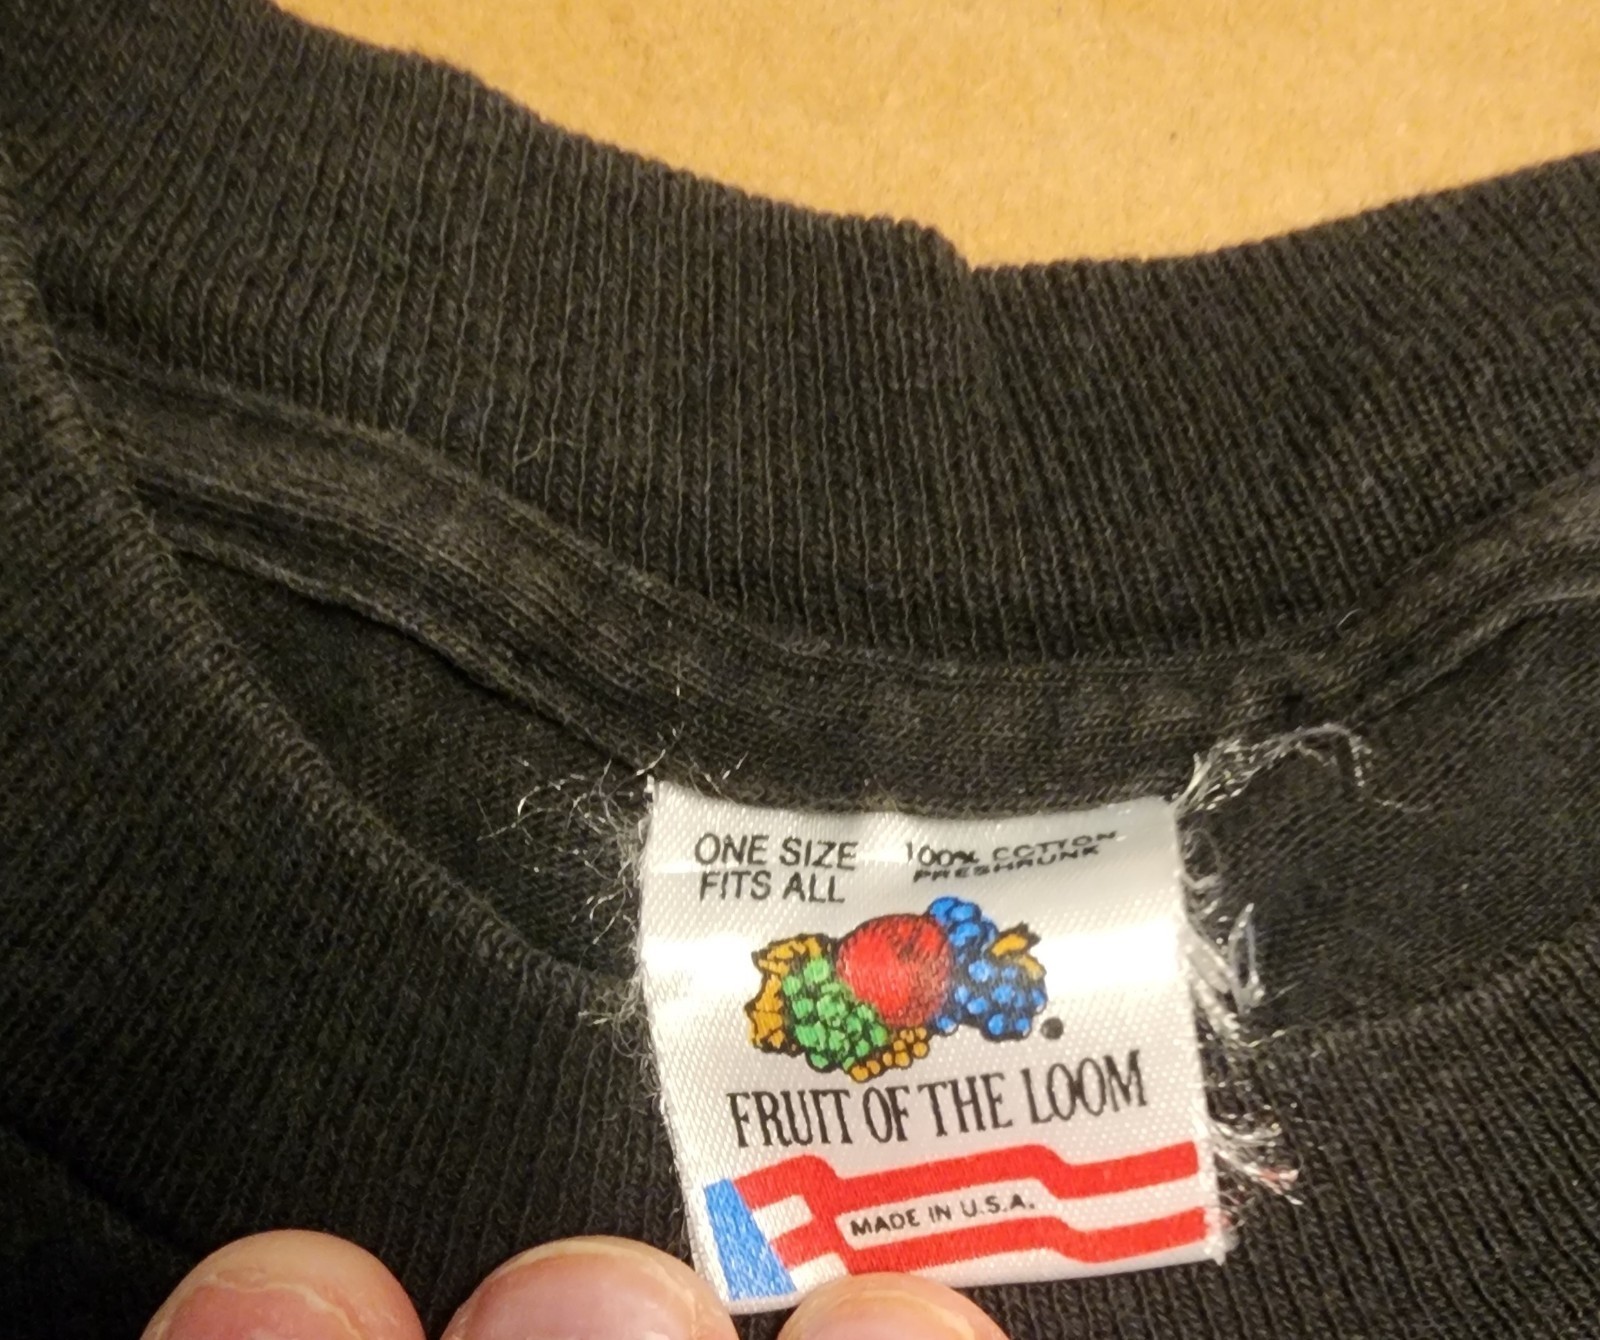 ONE SIZE
FITS ALL
100% COTTON
PRESHRUNK
FRUIT OF THE LOOM
MADE IN U.S.A.